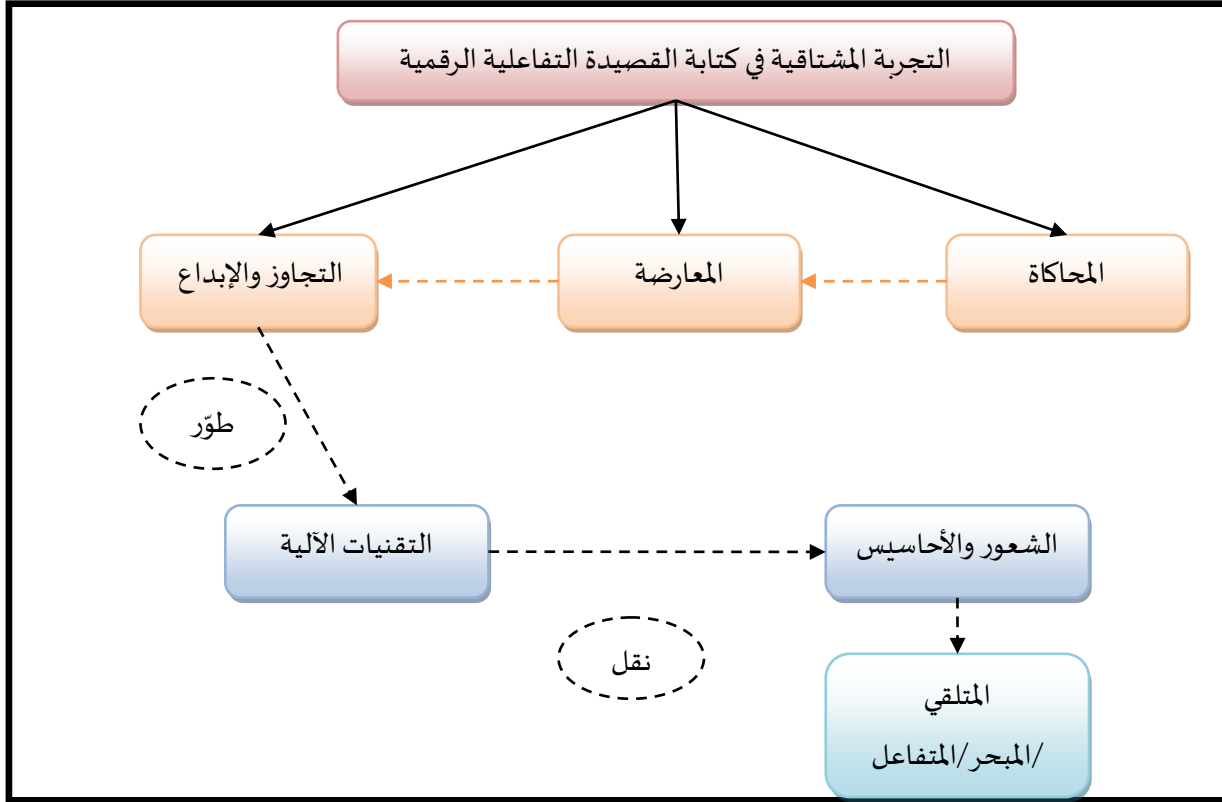 التجربة المشتاقية في كتابة القصيدة التفاعلية الرقمية
المحاكاة
المعارضة
التجاوز والإبداع
طوّر
الشعور والأحاسيس
التقنيات الآلية
نقل
المتلقي
/المبحر/المتفاعل